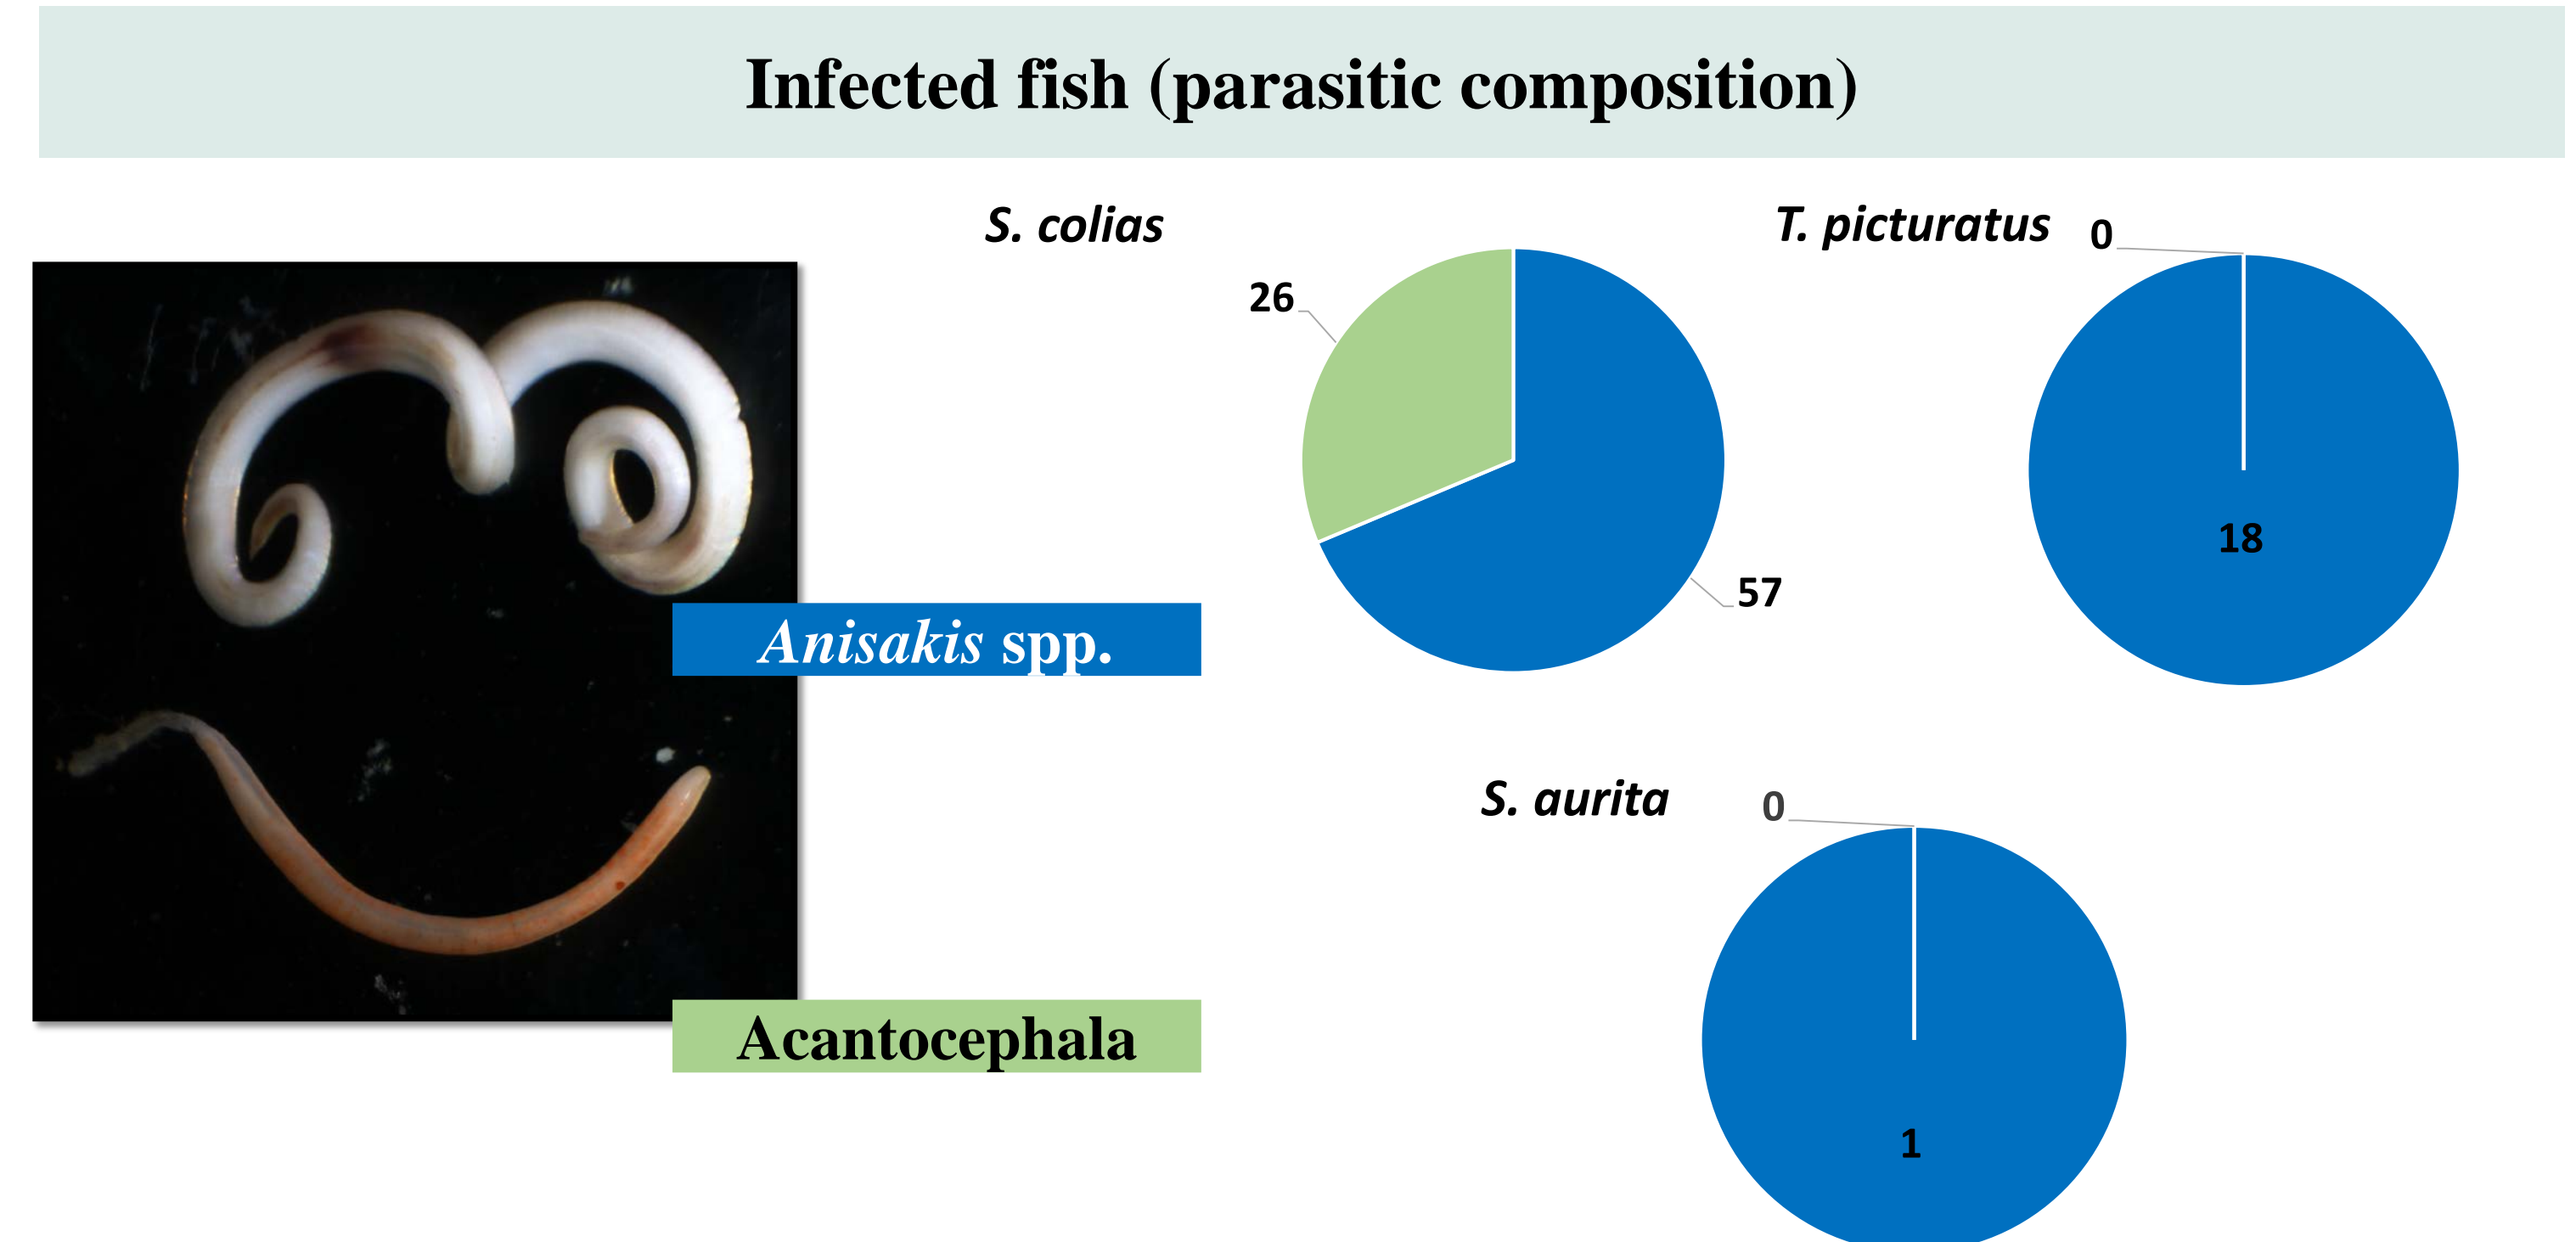 Infected fish (parasitic composition)
S. colias
26
57
T. picturatus
0
18
Anisakis spp.
S. aurita
0
1
Acantocephala